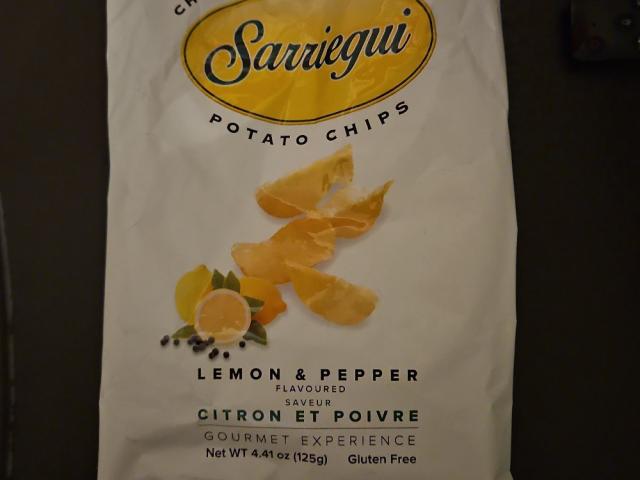 Sarriegui
POTATO CHIPS
LEMON & PEPPER
FLAVOURED
SAVEUR
CITRON ET POIVRE
GOURMET EXPERIENCE
Net WT 4.41 oz (125g) Gluten Free